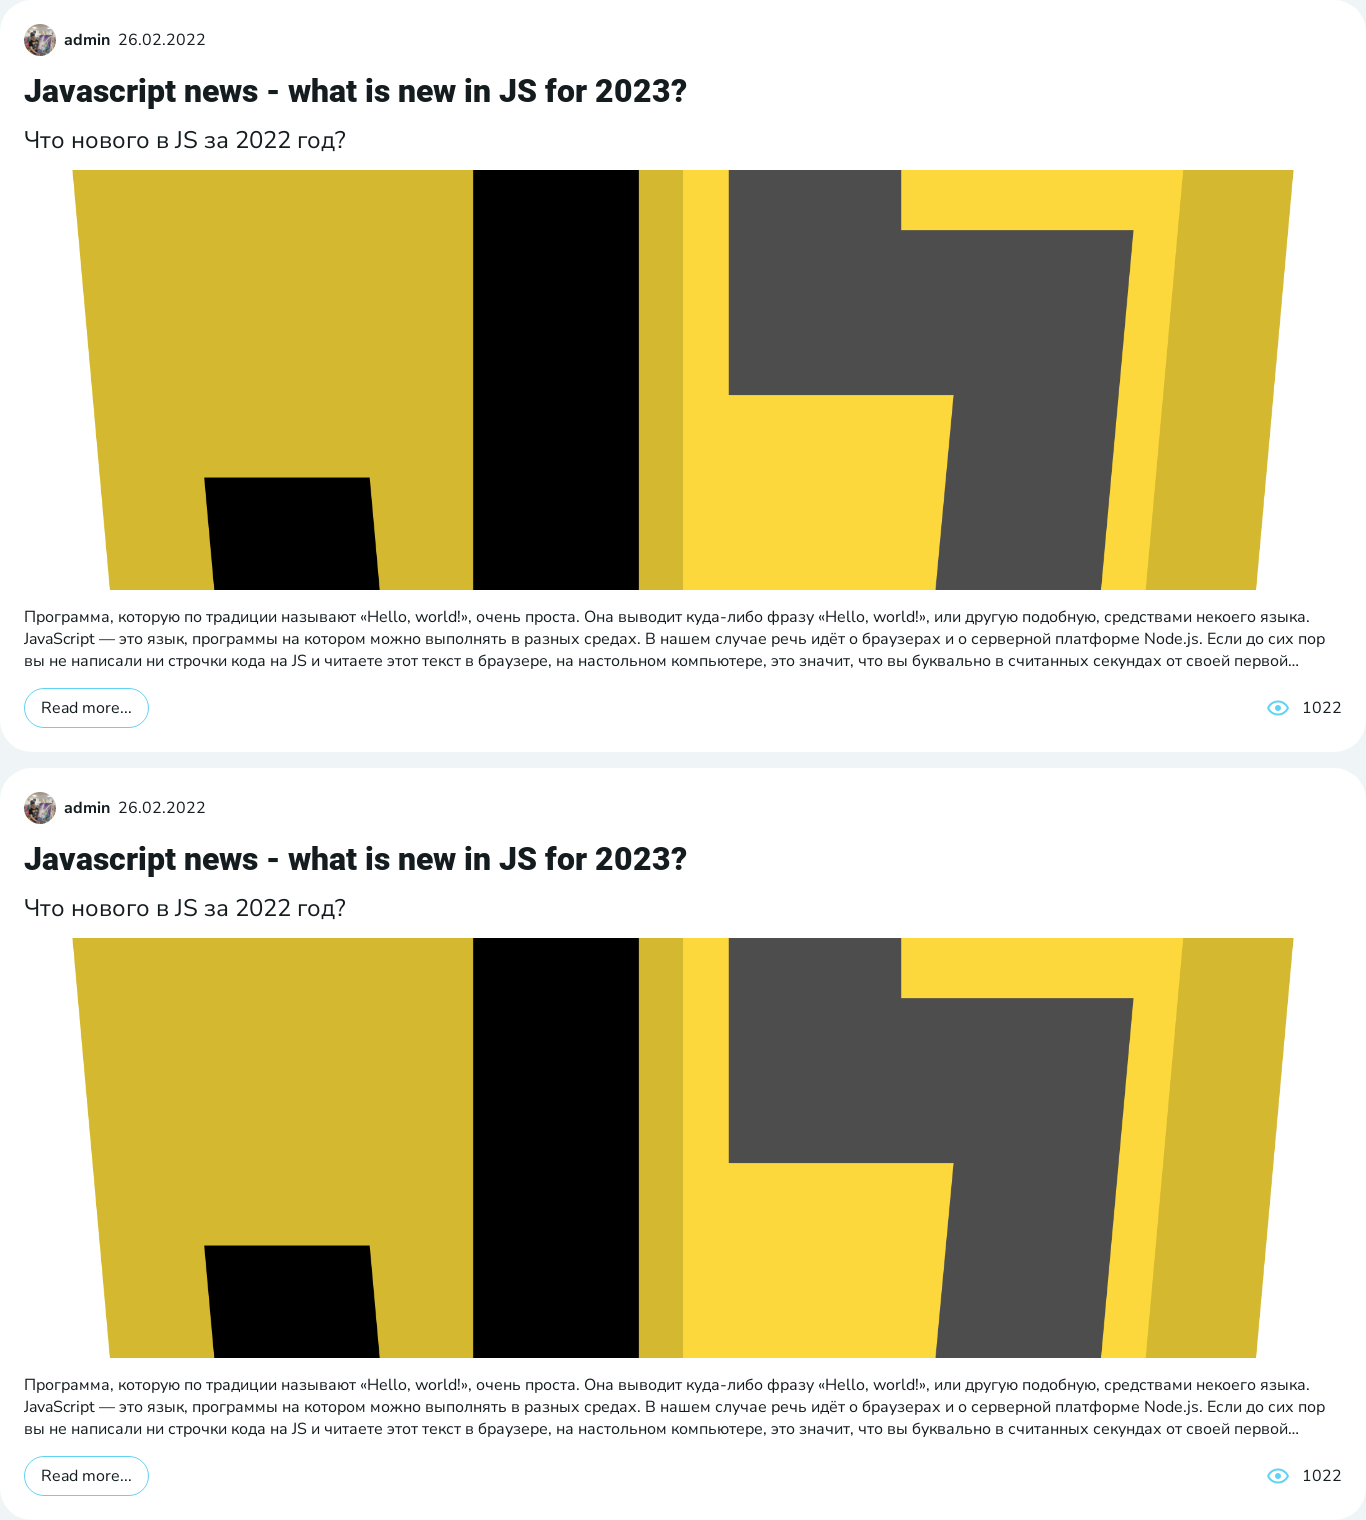 admin 26.02.2022
Javascript news - what is new in JS for 2023?
Что нового в JS за 2022 год?
Программа, которую по традиции называют «Hello, world!», очень проста. Она выводит куда-либо фразу «Hello, world!», или другую подобную, средствами некоего языка.
JavaScript — это язык, программы на котором можно выполнять в разных средах. В нашем случае речь идёт о браузерах и о серверной платформе Node.js. Если до сих пор
вы не написали ни строчки кода на JS и читаете этот текст в браузере, на настольном компьютере, это значит, что вы буквально в считанных секундах от своей первой...
Read more... 1022
admin 26.02.2022
Javascript news - what is new in JS for 2023?
Что нового в JS за 2022 год?
Программа, которую по традиции называют «Hello, world!», очень проста. Она выводит куда-либо фразу «Hello, world!», или другую подобную, средствами некоего языка.
JavaScript — это язык, программы на котором можно выполнять в разных средах. В нашем случае речь идёт о браузерах и о серверной платформе Node.js. Если до сих пор
вы не написали ни строчки кода на JS и читаете этот текст в браузере, на настольном компьютере, это значит, что вы буквально в считанных секундах от своей первой...
Read more... 1022